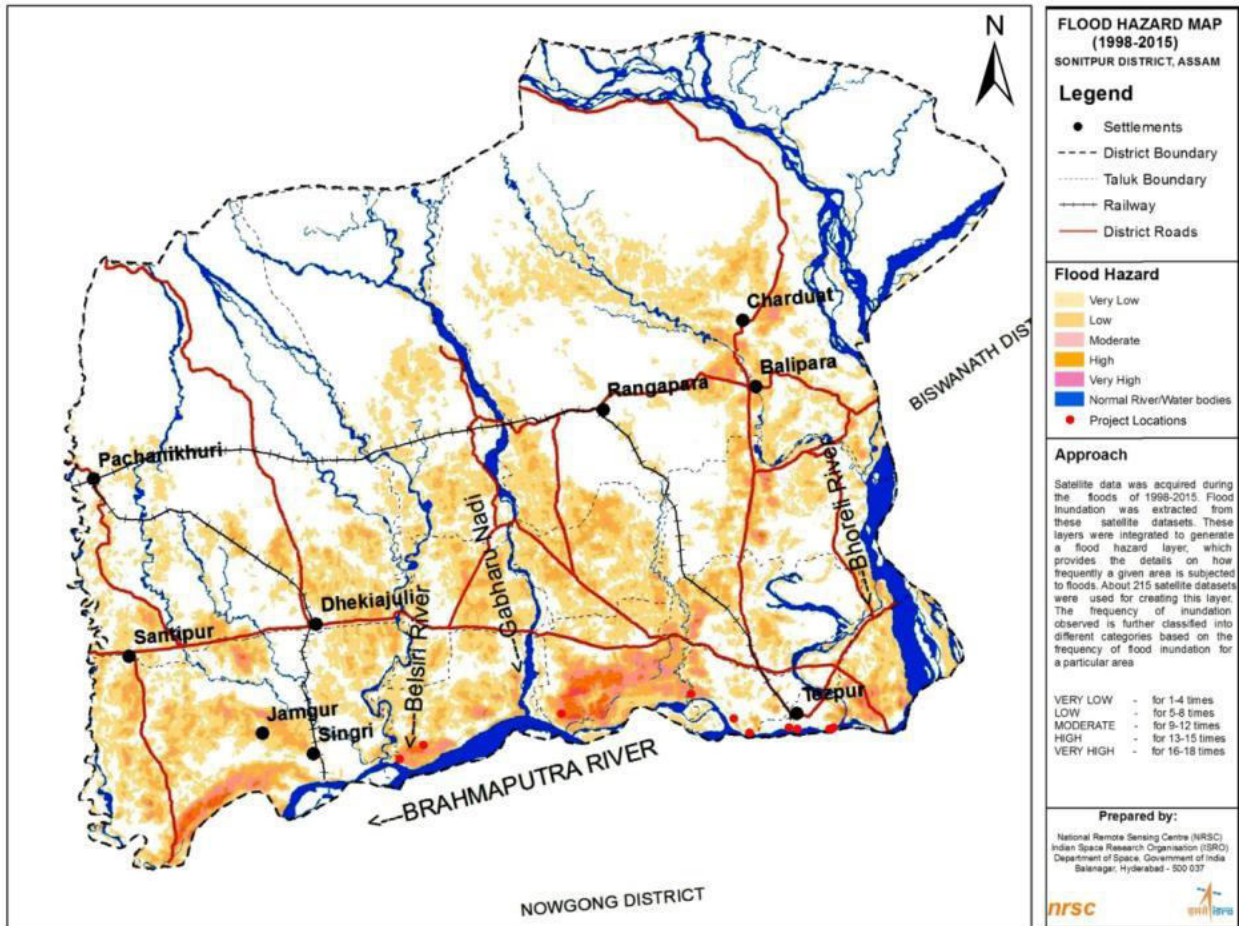 N
Charduat
Balipara
Rangapara
BISWANATH DIST
Pachanikhuri
<---Bhoreli River
<---Gabharu Nadi
Dhekiajuli
<---Belsiri River
Santipur
Tezpur
Jamgur
Singri
<---BRAHMAPUTRA RIVER
NOWGONG DISTRICT
FLOOD HAZARD MAP
(1998-2015)
SONITPUR DISTRICT, ASSAM
Legend
Settlements
District Boundary
Taluk Boundary
Railway
District Roads
Flood Hazard
Very Low
Low
Moderate
High
Very High
Normal River/Water bodies
Project Locations
Approach
Satellite data was acquired during
the floods of 1998-2015. Flood
Inundation was extracted from
these satellite datasets. These
layers were integrated to generate
a flood hazard layer, which
provides the details on how
frequently a given area is subjected
to floods. About 215 satellite datasets
were used for creating this layer.
The frequency of inundation
observed is further classified into
different categories based on the
frequency of flood inundation for
a particular area
VERY LOW - for 1-4 times
LOW - for 5-8 times
MODERATE - for 9-12 times
HIGH - for 13-15 times
VERY HIGH - for 16-18 times
Prepared by:
National Remote Sensing Centre (NRSC)
Indian Space Research Organisation (ISRO)
Department of Space, Government of India
Balanagar, Hyderabad - 500 037
nrsc
इसरो isro